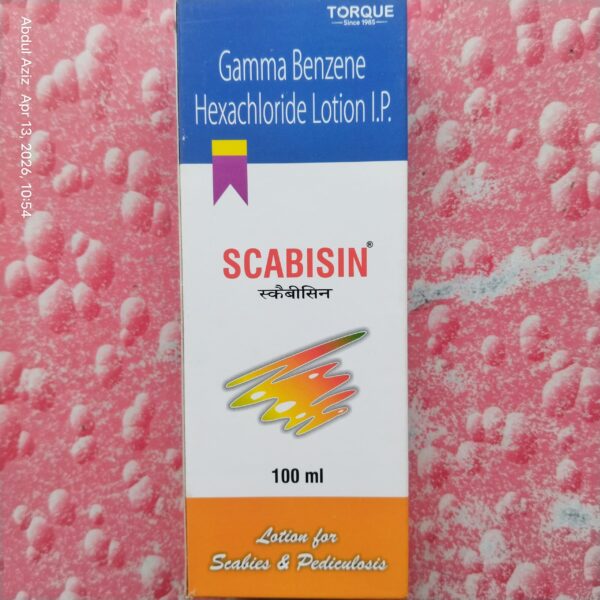 TORQUE
Since 1985
Gamma Benzene
Hexachloride Lotion I.P.
SCABISIN®
स्कैबीसिन
100 ml
Lotion for
Scabies & Pediculosis
Abdul Aziz Apr 13, 2026, 10:54